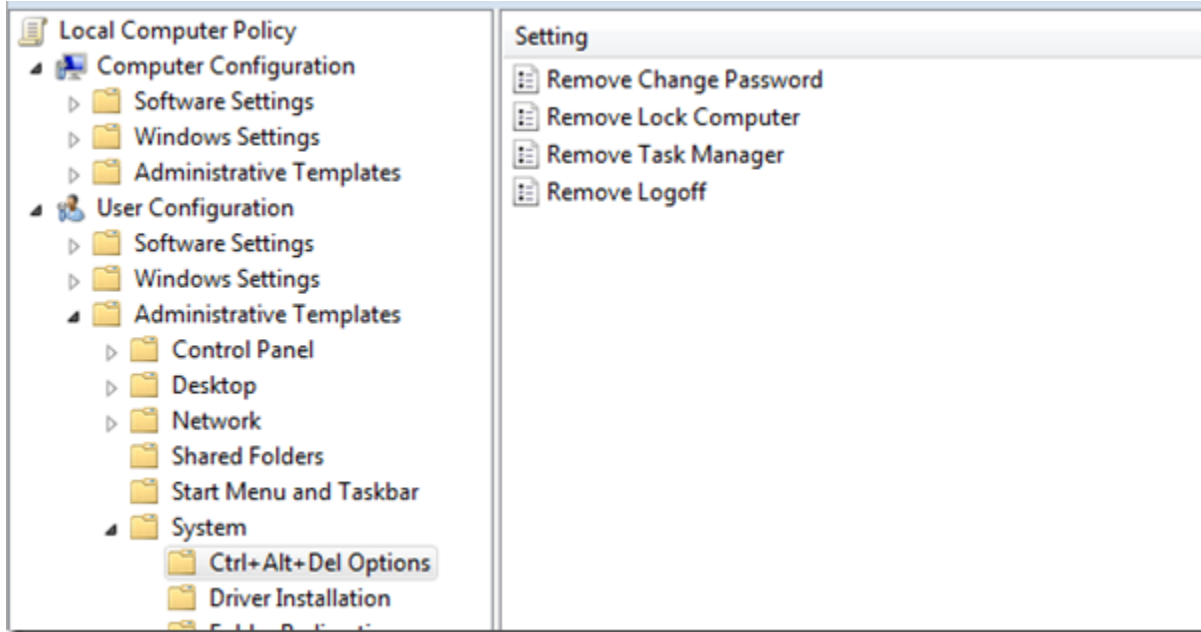 Local Computer Policy
Computer Configuration
Software Settings
Windows Settings
Administrative Templates
User Configuration
Software Settings
Windows Settings
Administrative Templates
Control Panel
Desktop
Network
Shared Folders
Start Menu and Taskbar
System
Ctrl+Alt+Del Options
Driver Installation
Setting
Remove Change Password
Remove Lock Computer
Remove Task Manager
Remove Logoff